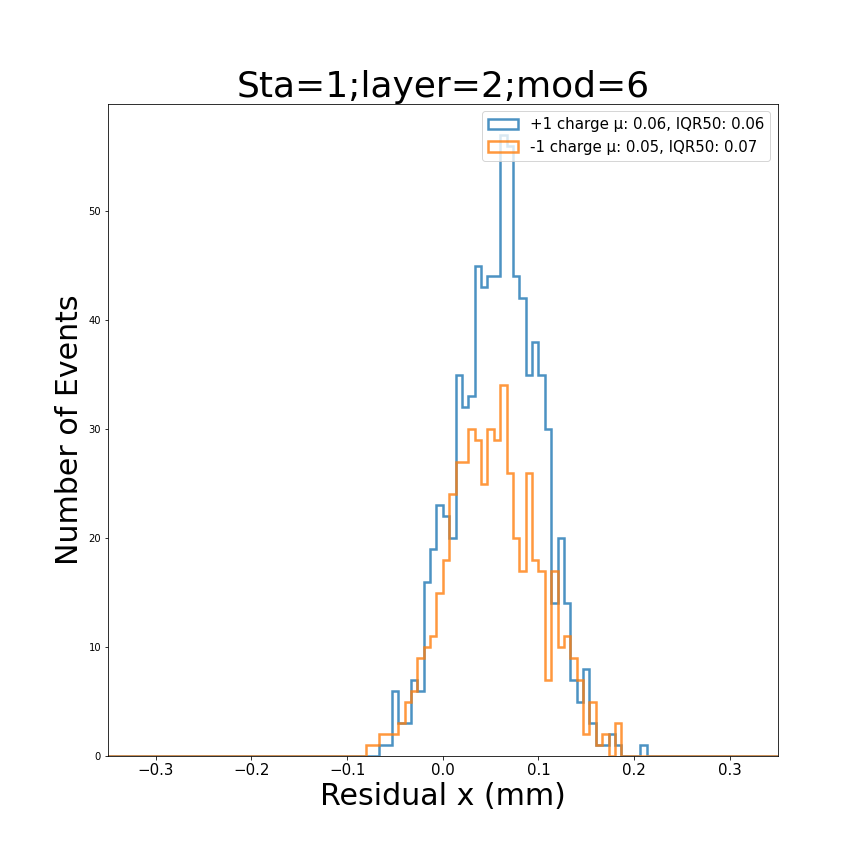 Sta=1;layer=2;mod=6
+1 charge μ: 0.06, IQR50: 0.06
-1 charge μ: 0.05, IQR50: 0.07
Number of Events
50
40
30
20
10
0
−0.3 −0.2 −0.1 0.0 0.1 0.2 0.3
Residual x (mm)